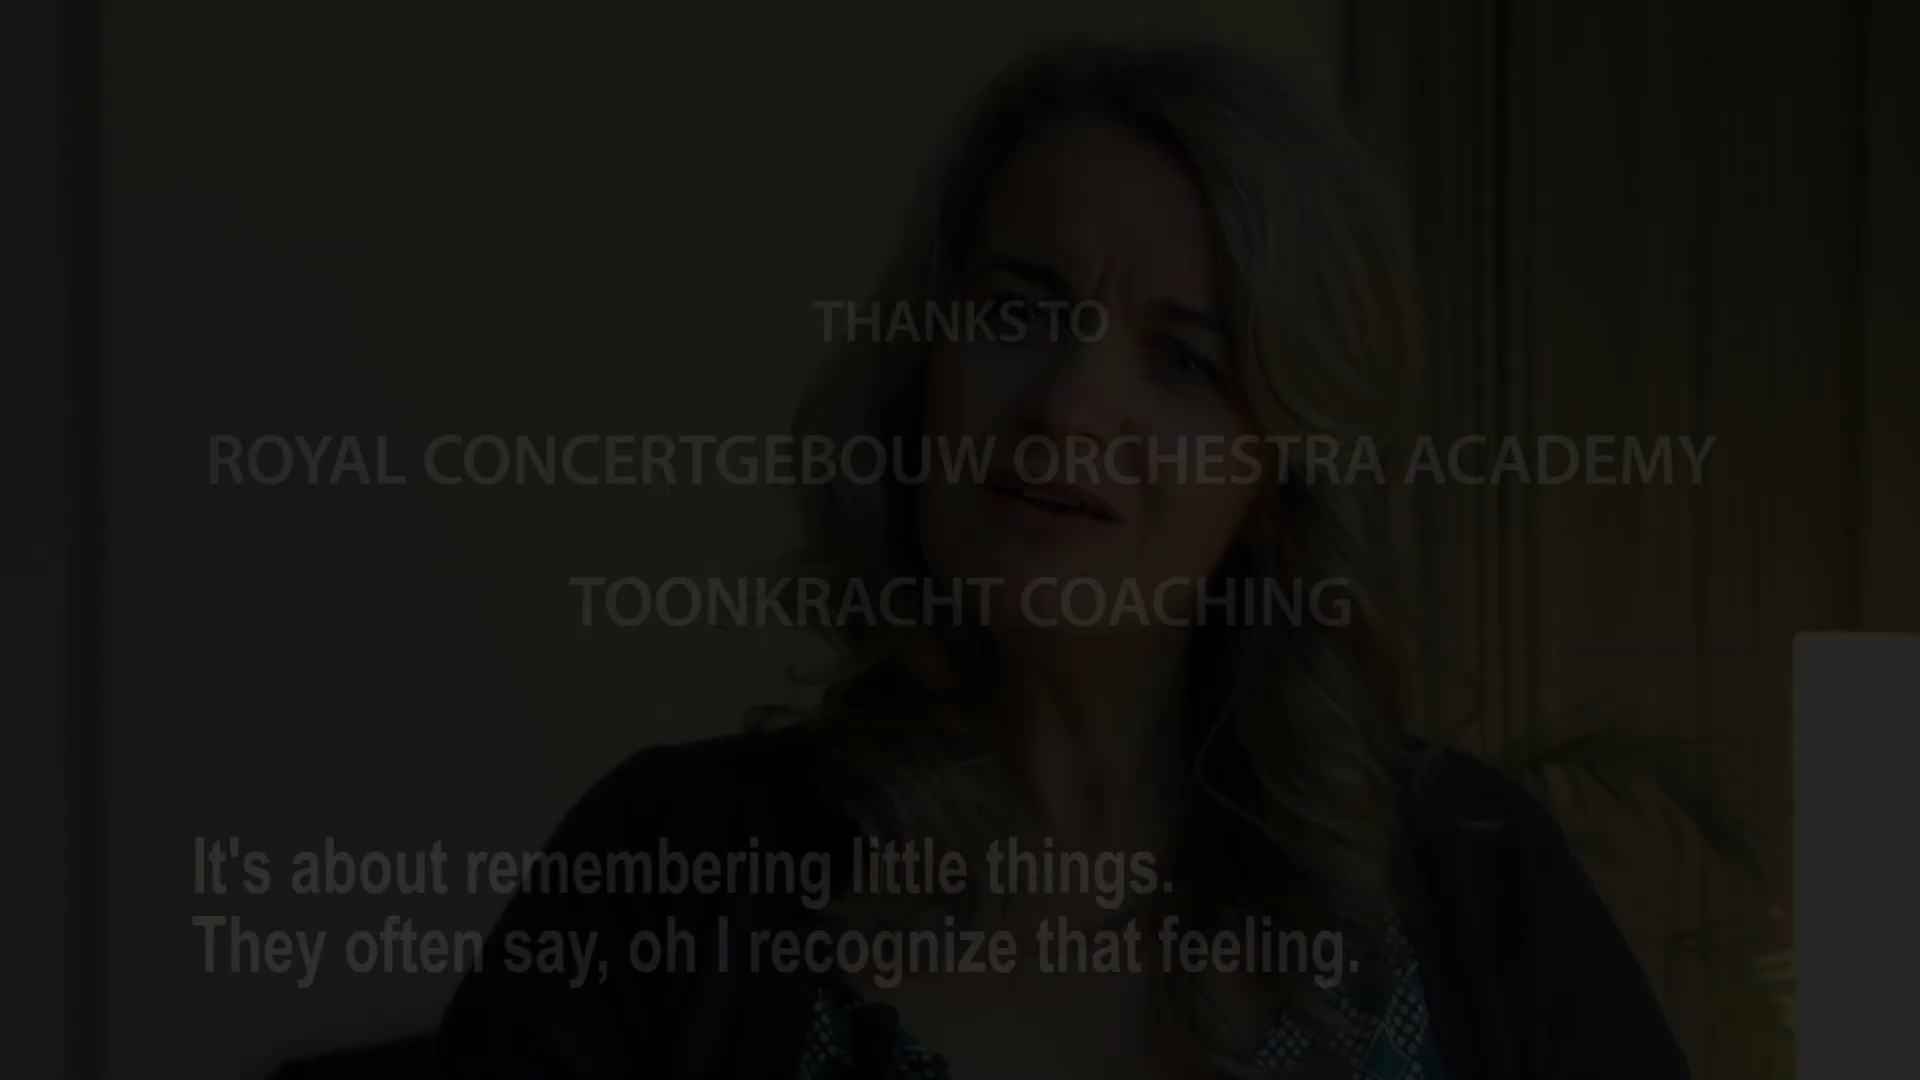 THANKS TO
ROYAL CONCERTGEBOUW ORCHESTRA ACADEMY
TOONKRACHT COACHING
It's about remembering little things.
They often say, oh I recognize that feeling.